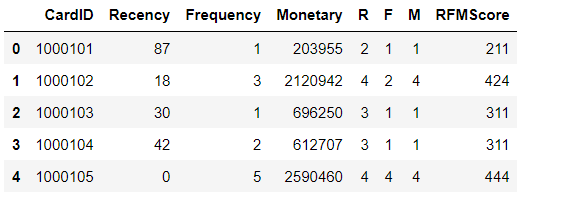 CardID Recency Frequency Monetary R F M RFMScore
0 1000101 87 1 203955 2 1 1 211
1 1000102 18 3 2120942 4 2 4 424
2 1000103 30 1 696250 3 1 1 311
3 1000104 42 2 612707 3 1 1 311
4 1000105 0 5 2590460 4 4 4 444